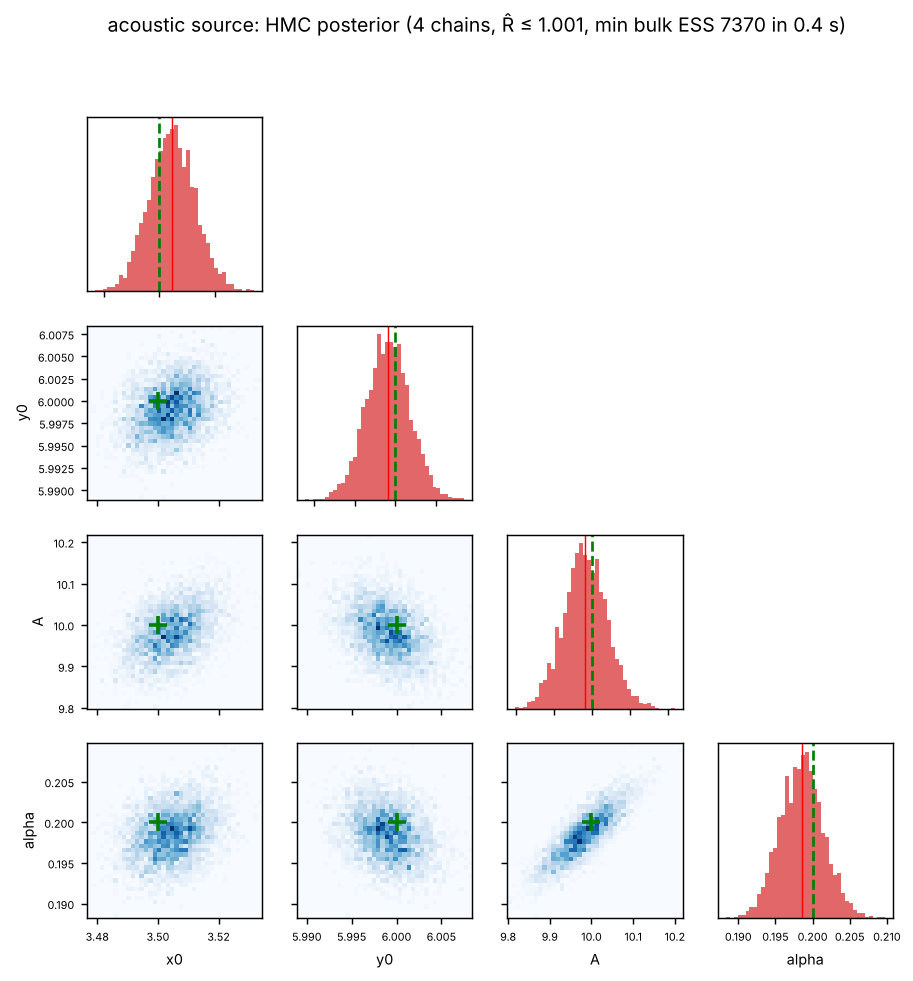 acoustic source: HMC posterior (4 chains, R̂ ≤ 1.001, min bulk ESS 7370 in 0.4 s)
6.0075
6.0050
6.0025
6.0000
5.9975
5.9950
5.9925
5.9900
y0
10.2
10.1
10.0
9.9
9.8
A
0.205
0.200
0.195
0.190
alpha
3.48 3.50 3.52
5.990 5.995 6.000 6.005
9.8 9.9 10.0 10.1 10.2
0.190 0.195 0.200 0.205 0.210
x0 y0 A alpha